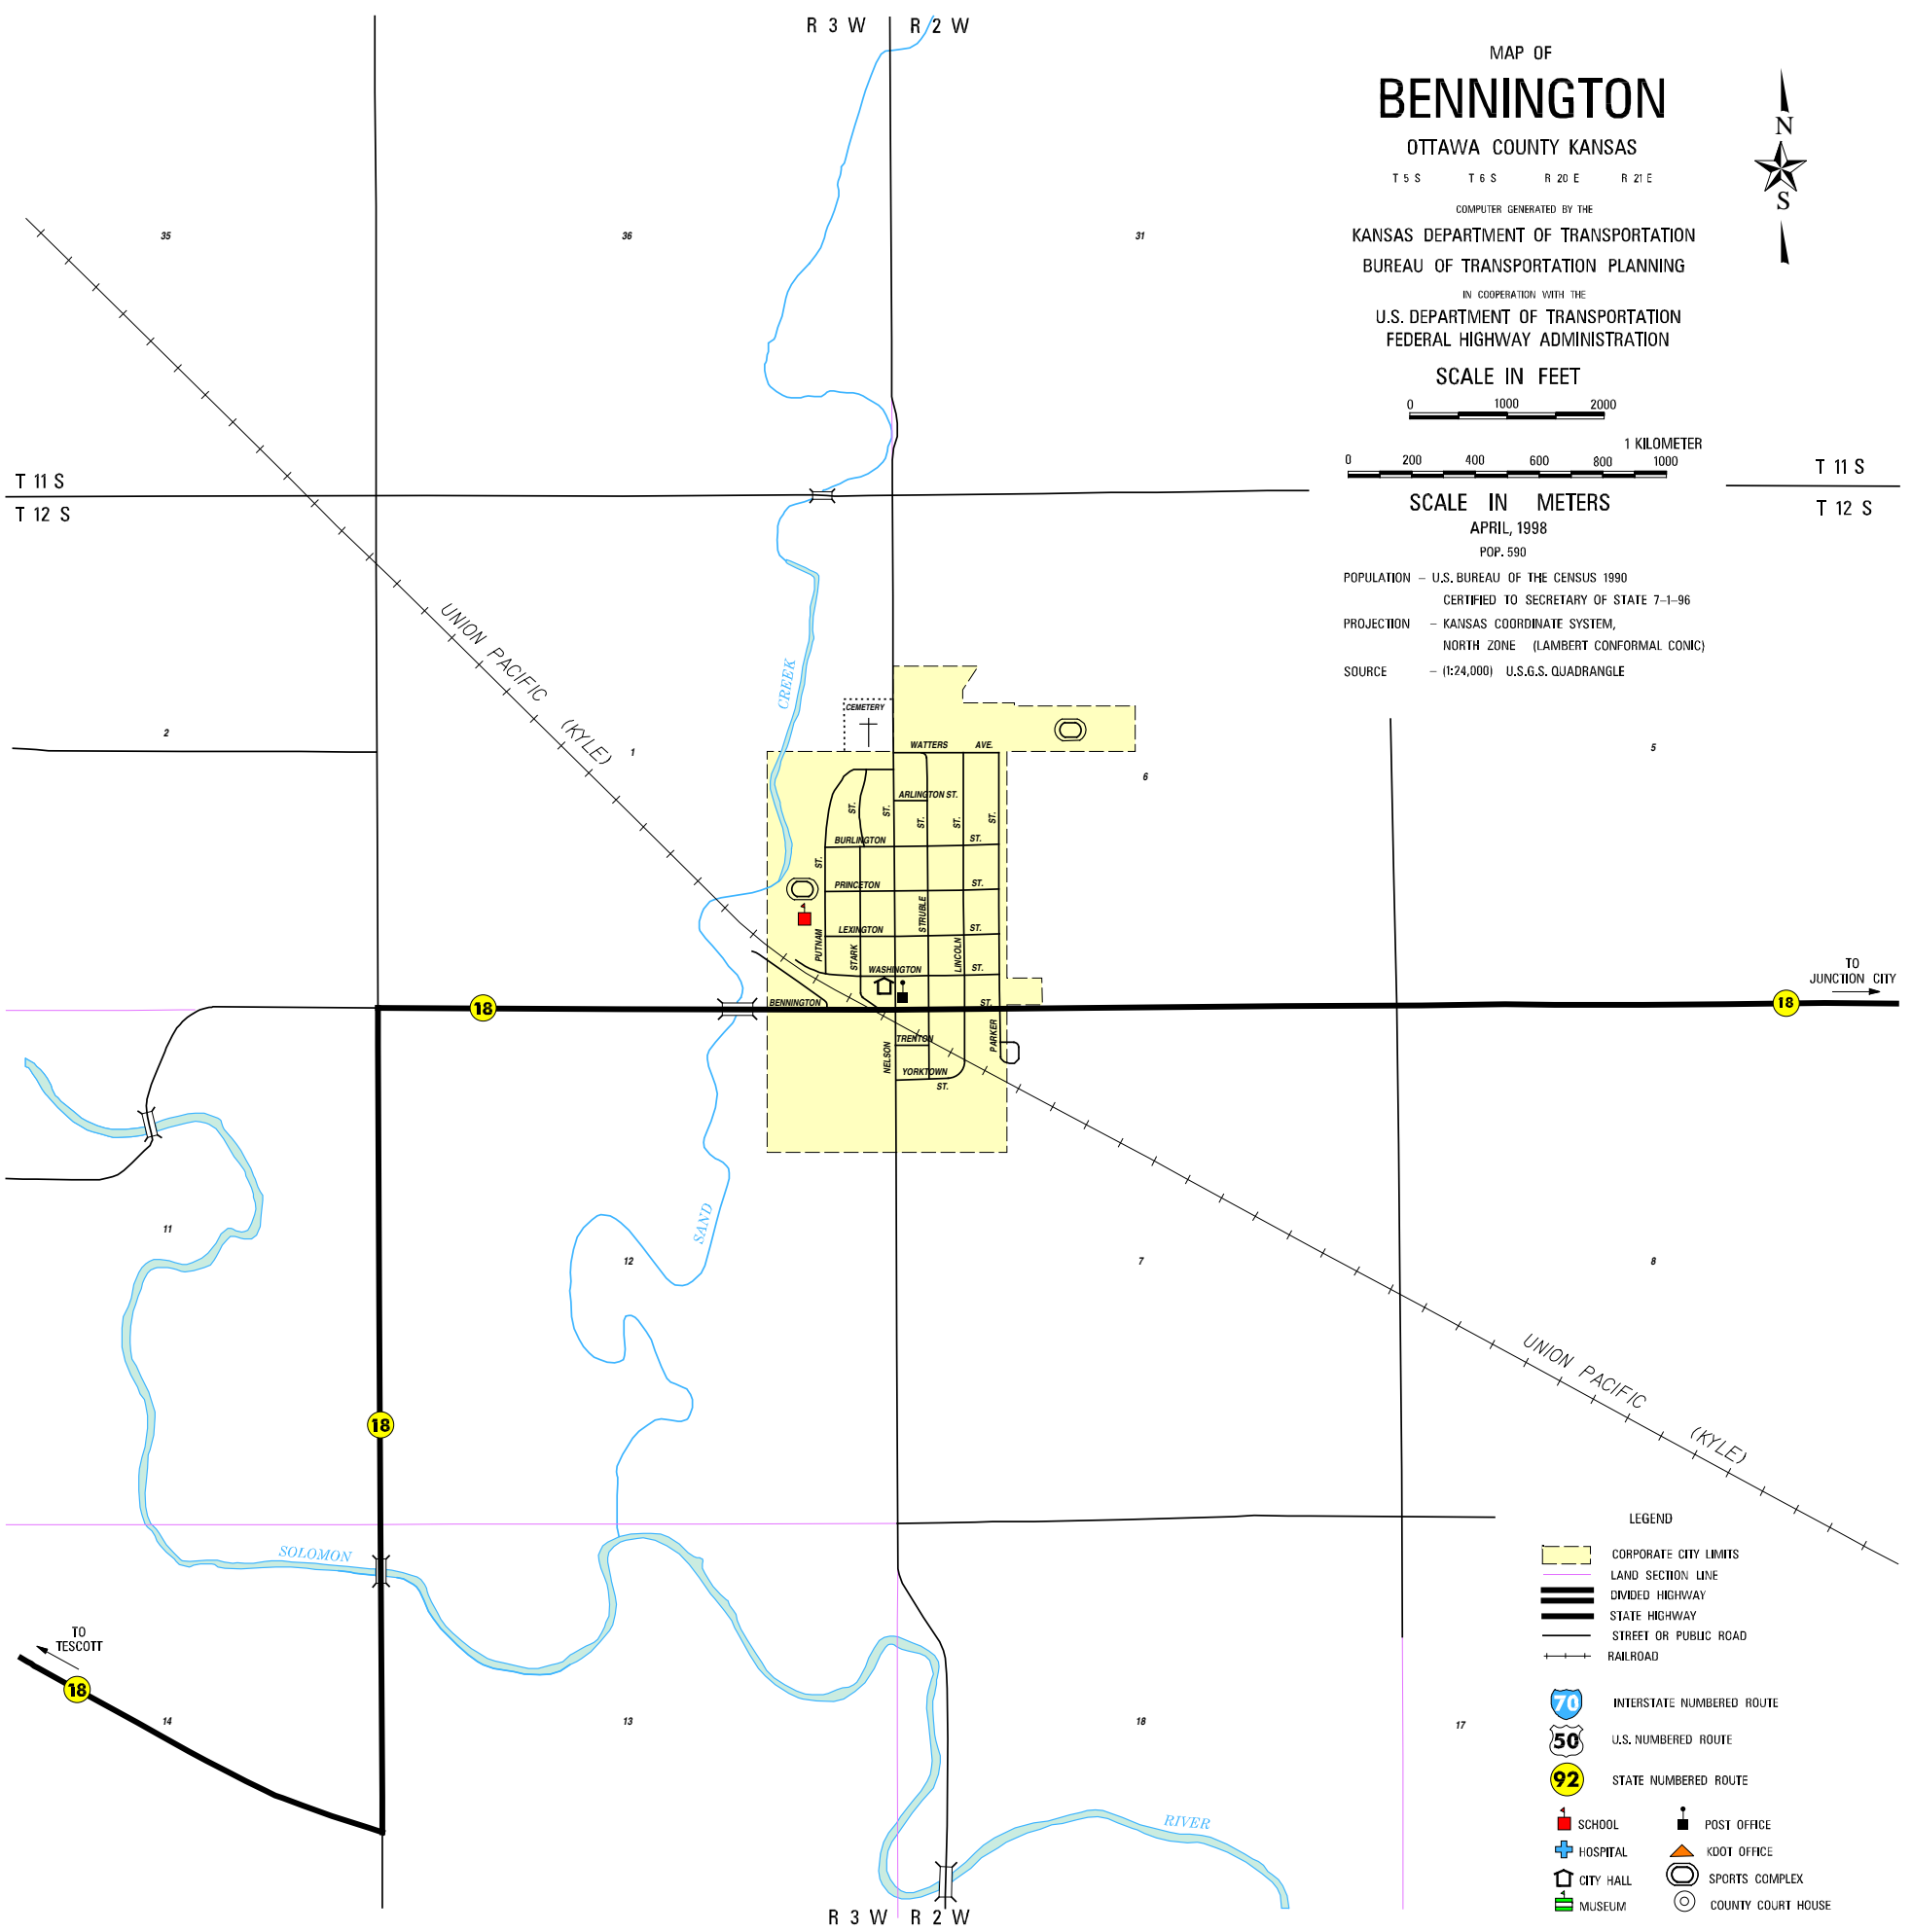 R 3 W
R 2 W
MAP OF
BENNINGTON
OTTAWA COUNTY KANSAS
T 5 S T 6 S R 20 E R 21 E
COMPUTER GENERATED BY THE
KANSAS DEPARTMENT OF TRANSPORTATION
BUREAU OF TRANSPORTATION PLANNING
IN COOPERATION WITH THE
U.S. DEPARTMENT OF TRANSPORTATION
FEDERAL HIGHWAY ADMINISTRATION
SCALE IN FEET
0 1000 2000
1 KILOMETER
0 200 400 600 800 1000
SCALE IN METERS
APRIL, 1998
POP. 590
POPULATION – U.S. BUREAU OF THE CENSUS 1990
CERTIFIED TO SECRETARY OF STATE 7-1-96
PROJECTION – KANSAS COORDINATE SYSTEM,
NORTH ZONE (LAMBERT CONFORMAL CONIC)
SOURCE – (1:24,000) U.S.G.S. QUADRANGLE
N
S
35
36
31
T 11 S
T 12 S
T 11 S
T 12 S
UNION PACIFIC (KYLE)
CREEK
CEMETERY
2
1
6
5
WATTERS AVE.
ARLINGTON ST.
ST.
ST.
ST.
ST.
ST.
BURLINGTON ST.
ST.
PRINCETON ST.
STRUBLE
LEXINGTON ST.
PUTNAM
STARK
LINCOLN
WASHINGTON ST.
BENNINGTON ST.
TRENTON
NELSON
PARKER
YORKTOWN
ST.
TO
JUNCTION CITY
18
18
11
SAND
12
7
8
18
UNION PACIFIC (KYLE)
SOLOMON
TO
TESCOTT
18
14
13
18
17
RIVER
R 3 W
R 2 W
LEGEND
CORPORATE CITY LIMITS
LAND SECTION LINE
DIVIDED HIGHWAY
STATE HIGHWAY
STREET OR PUBLIC ROAD
RAILROAD
70 INTERSTATE NUMBERED ROUTE
50 U.S. NUMBERED ROUTE
92 STATE NUMBERED ROUTE
SCHOOL
POST OFFICE
HOSPITAL
KDOT OFFICE
CITY HALL
SPORTS COMPLEX
MUSEUM
COUNTY COURT HOUSE